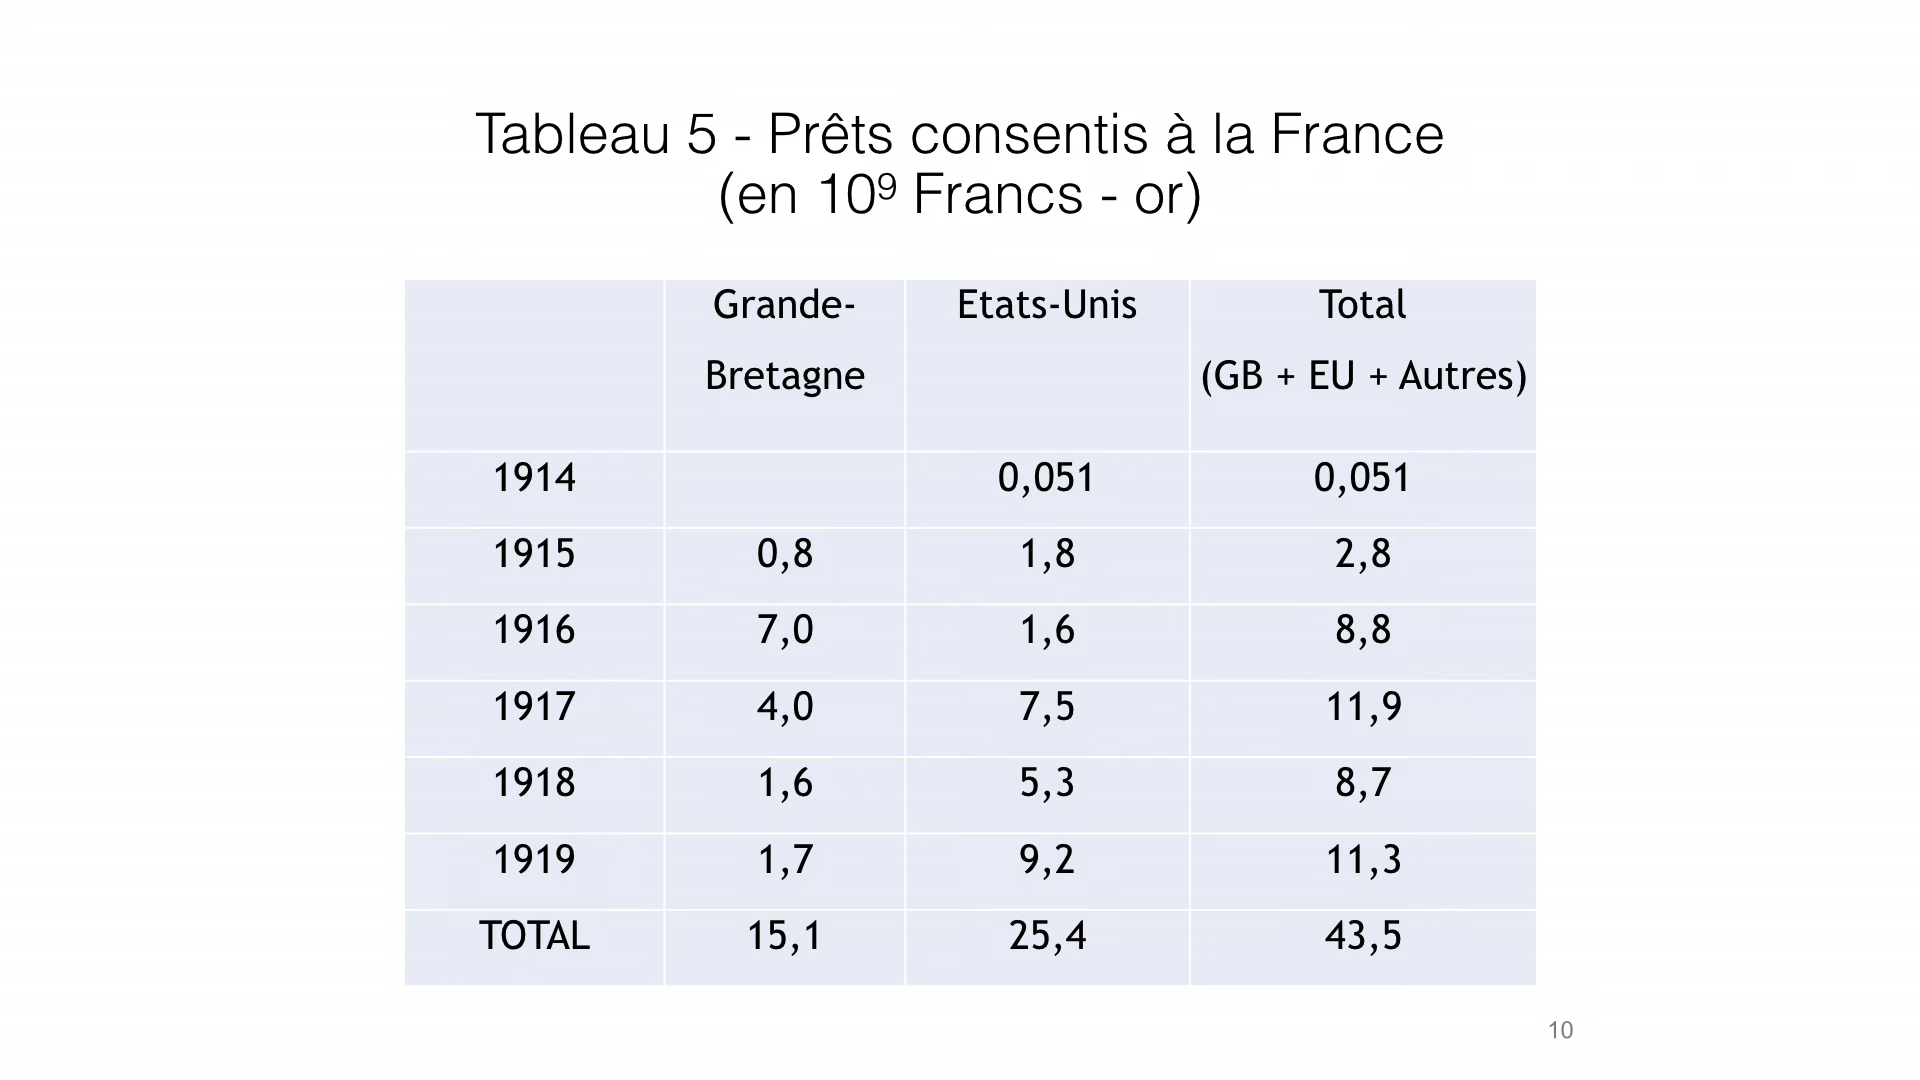 Tableau 5 - Prêts consentis à la France
(en 10⁹ Francs - or)
Grande-
Bretagne
Etats-Unis
Total
(GB + EU + Autres)
1914 0,051 0,051
1915 0,8 1,8 2,8
1916 7,0 1,6 8,8
1917 4,0 7,5 11,9
1918 1,6 5,3 8,7
1919 1,7 9,2 11,3
TOTAL 15,1 25,4 43,5
10